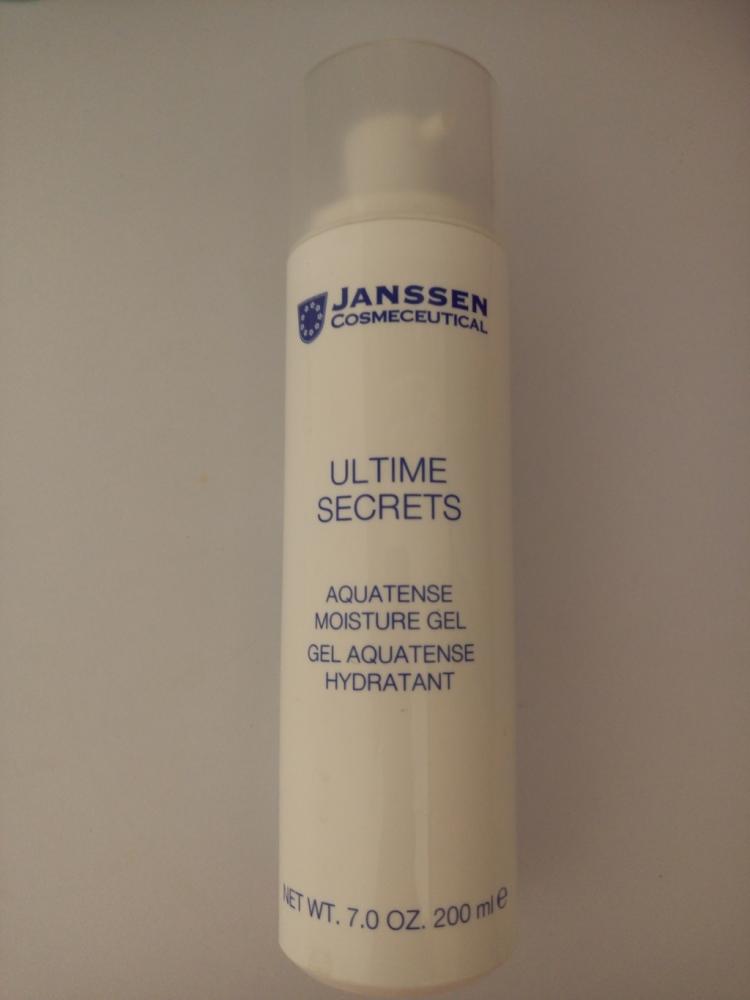 JANSSEN
COSMECEUTICAL
ULTIME
SECRETS
AQUATENSE
MOISTURE GEL
GEL AQUATENSE
HYDRATANT
NET WT. 7.0 OZ. 200 ml ℮